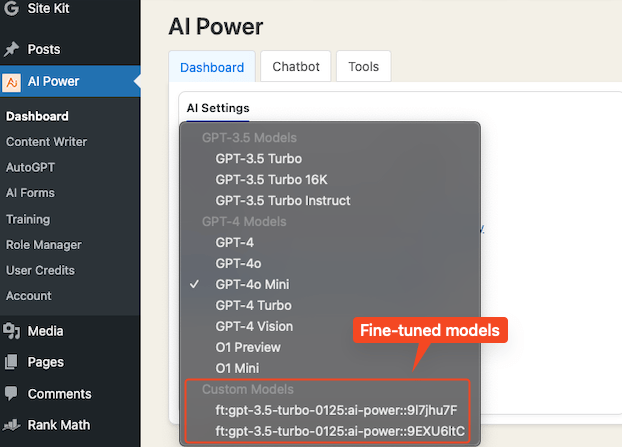 Site Kit
Posts
AI Power
Dashboard
Content Writer
AutoGPT
AI Forms
Training
Role Manager
User Credits
Account
Media
Pages
Comments
Rank Math
AI Power
Dashboard
Chatbot
Tools
AI Settings
GPT-3.5 Models
GPT-3.5 Turbo
GPT-3.5 Turbo 16K
GPT-3.5 Turbo Instruct
GPT-4 Models
GPT-4
GPT-4o
✓ GPT-4o Mini
GPT-4 Turbo
GPT-4 Vision
O1 Preview
O1 Mini
Fine-tuned models
Custom Models
ft:gpt-3.5-turbo-0125:ai-power::9l7jhu7F
ft:gpt-3.5-turbo-0125:ai-power::9EXU6ltC